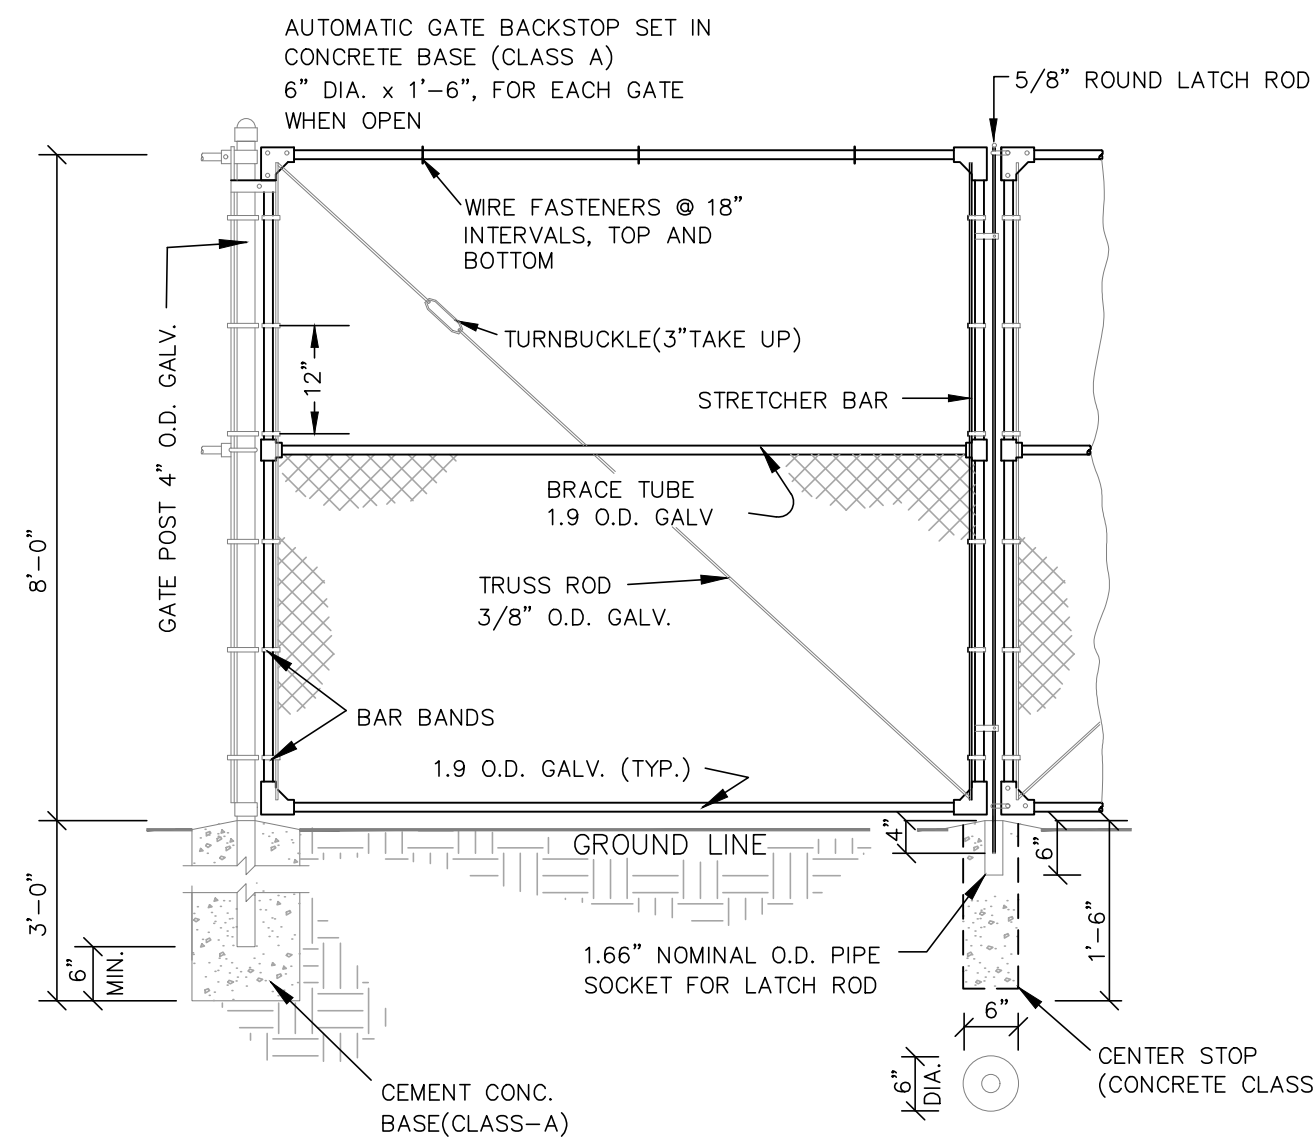 AUTOMATIC GATE BACKSTOP SET IN
CONCRETE BASE (CLASS A)
6" DIA. x 1'-6", FOR EACH GATE
WHEN OPEN
5/8" ROUND LATCH ROD
WIRE FASTENERS @ 18"
INTERVALS, TOP AND
BOTTOM
GATE POST 4" O.D. GALV.
TURNBUCKLE(3"TAKE UP)
12"
STRETCHER BAR
BRACE TUBE
1.9 O.D. GALV
8'-0"
TRUSS ROD
3/8" O.D. GALV.
BAR BANDS
1.9 O.D. GALV. (TYP.)
GROUND LINE
4"
6"
3'-0"
6"
MIN.
1.66" NOMINAL O.D. PIPE
SOCKET FOR LATCH ROD
1'-6"
6"
6"
DIA.
CENTER STOP
(CONCRETE CLASS
CEMENT CONC.
BASE(CLASS-A)